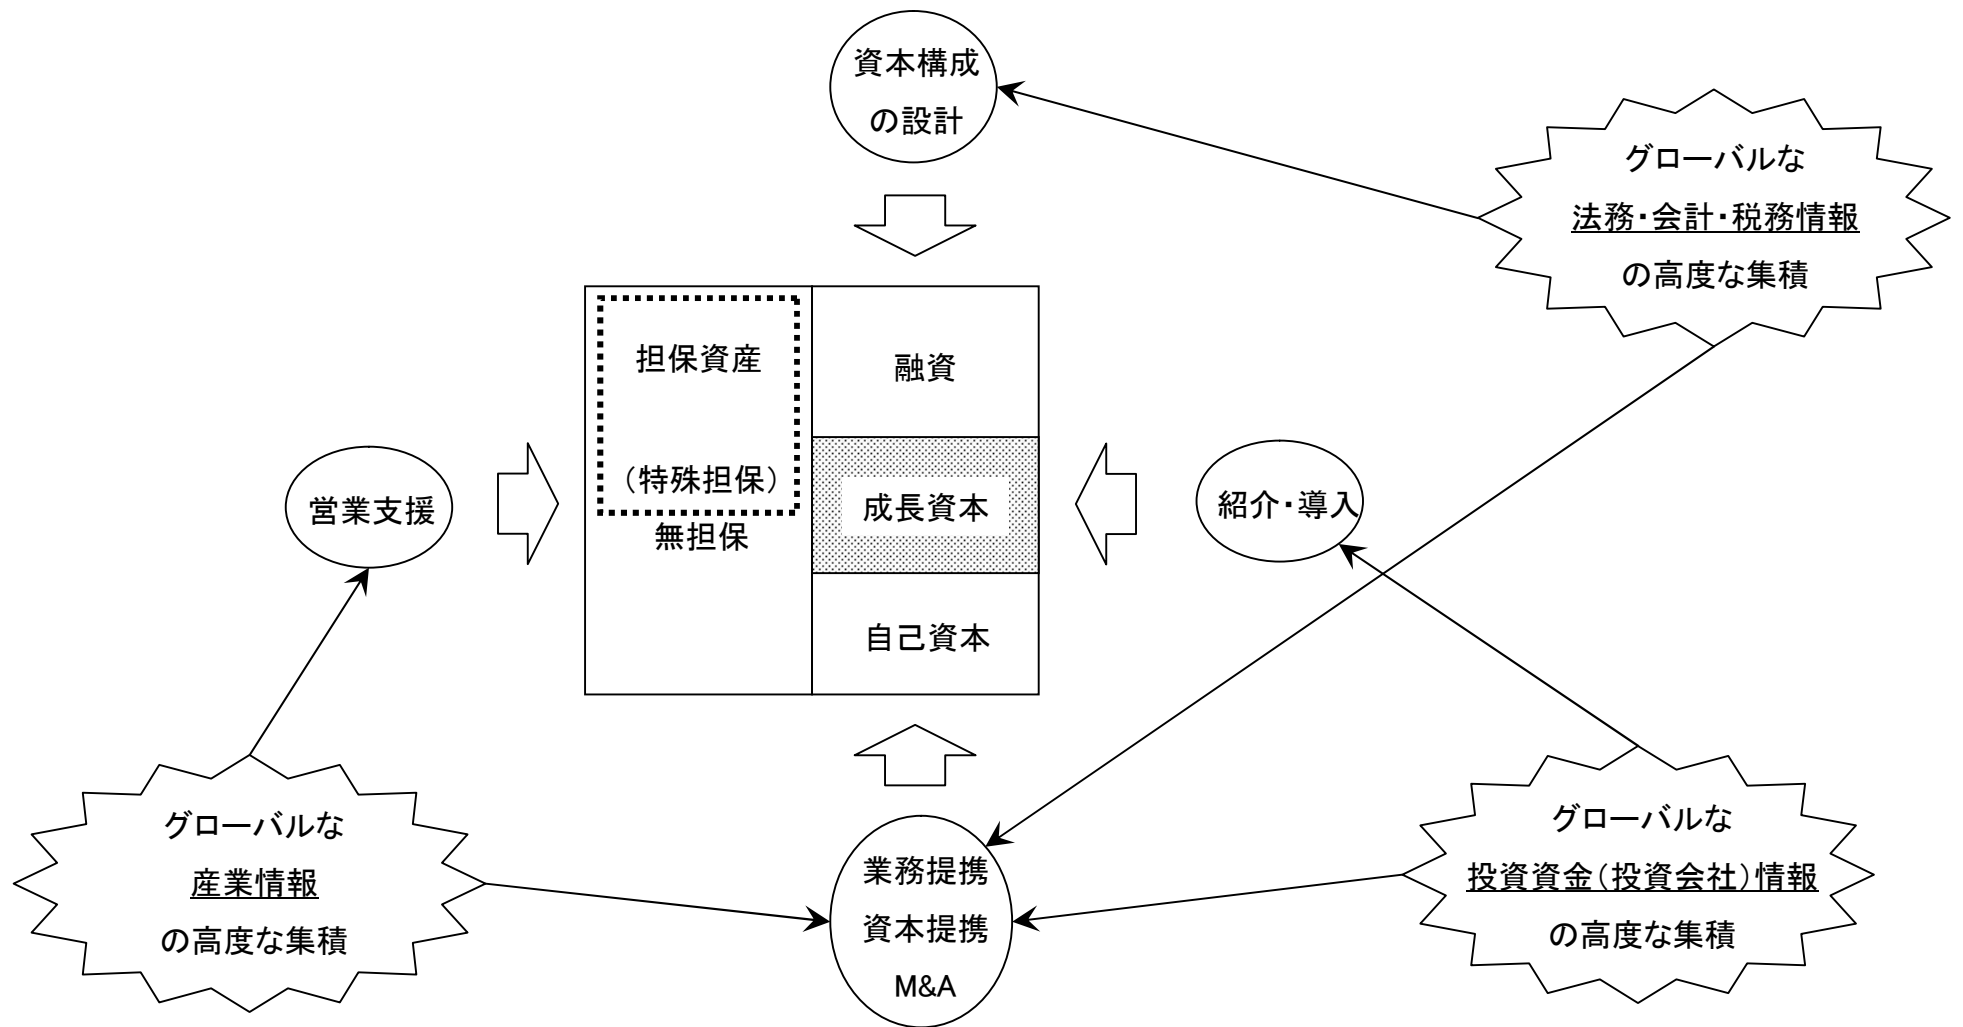 資本構成
の設計
グローバルな
法務・会計・税務情報
の高度な集積
担保資産
（特殊担保）
無担保
融資
成長資本
自己資本
営業支援
紹介・導入
グローバルな
産業情報
の高度な集積
業務提携
資本提携
M&A
グローバルな
投資資金（投資会社）情報
の高度な集積